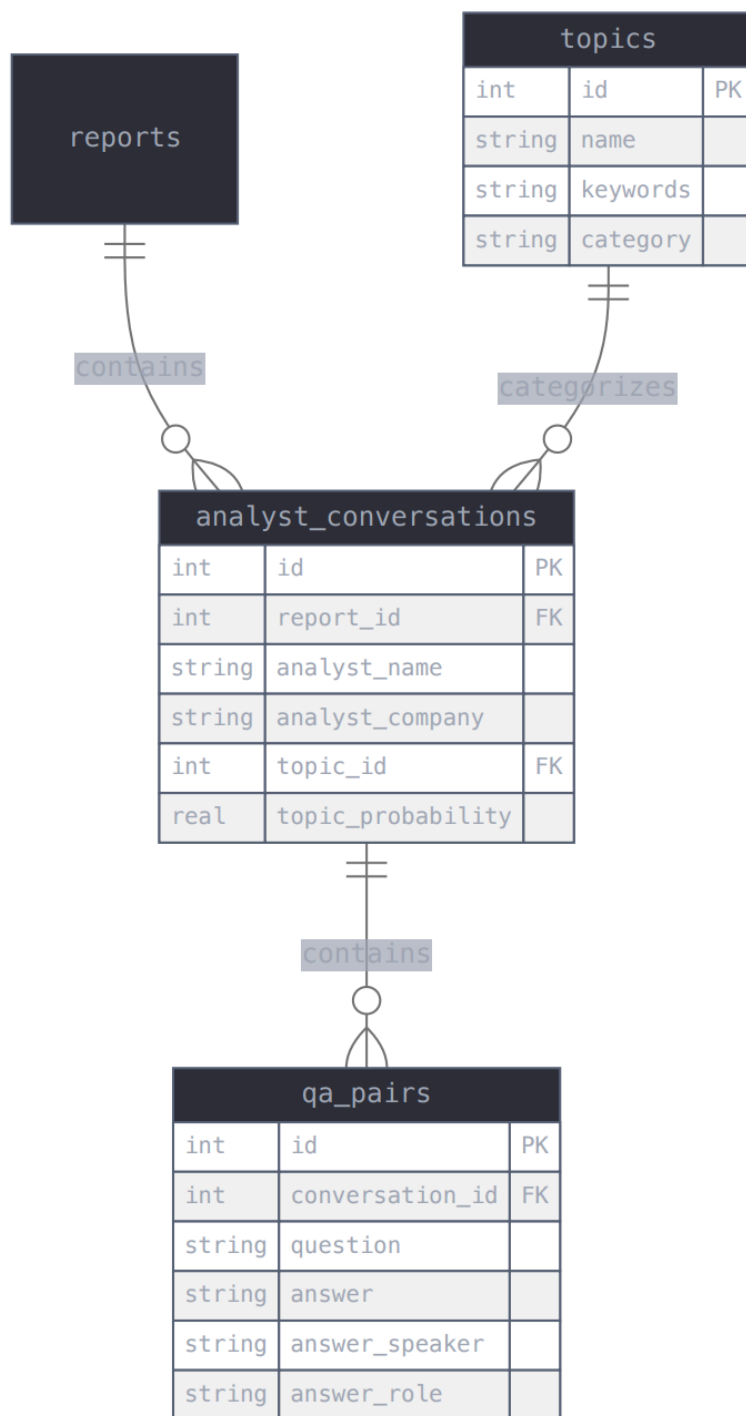 reports
topics
int id PK
string name
string keywords
string category
contains
categorizes
analyst_conversations
int id PK
int report_id FK
string analyst_name
string analyst_company
int topic_id FK
real topic_probability
contains
qa_pairs
int id PK
int conversation_id FK
string question
string answer
string answer_speaker
string answer_role